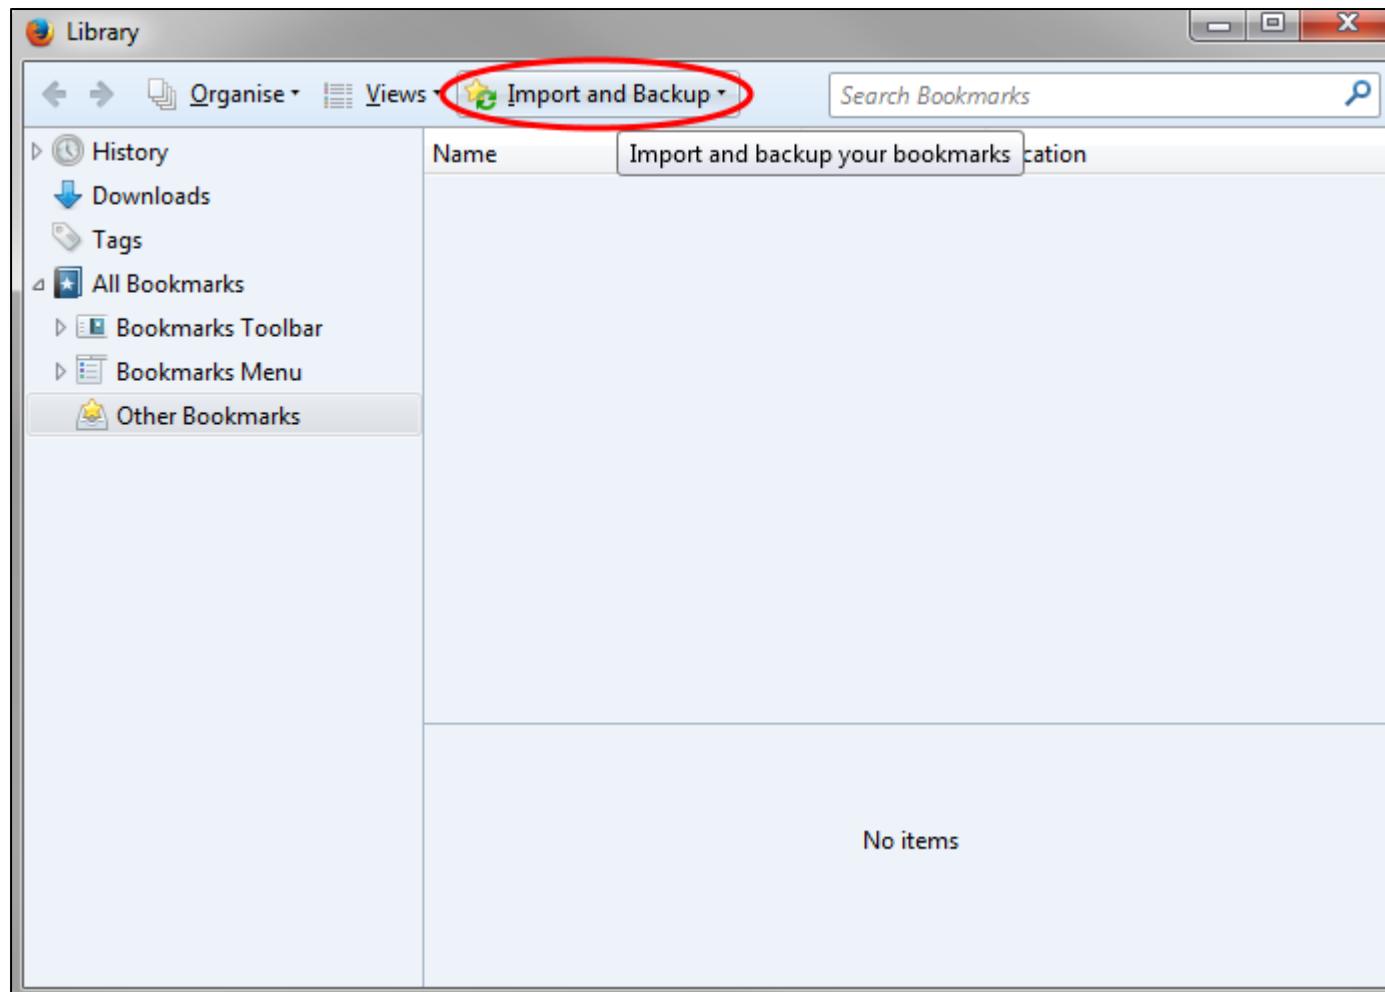 Library
Organise Views Import and Backup Search Bookmarks
History
Name Import and backup your bookmarks cation
Downloads
Tags
All Bookmarks
Bookmarks Toolbar
Bookmarks Menu
Other Bookmarks
No items